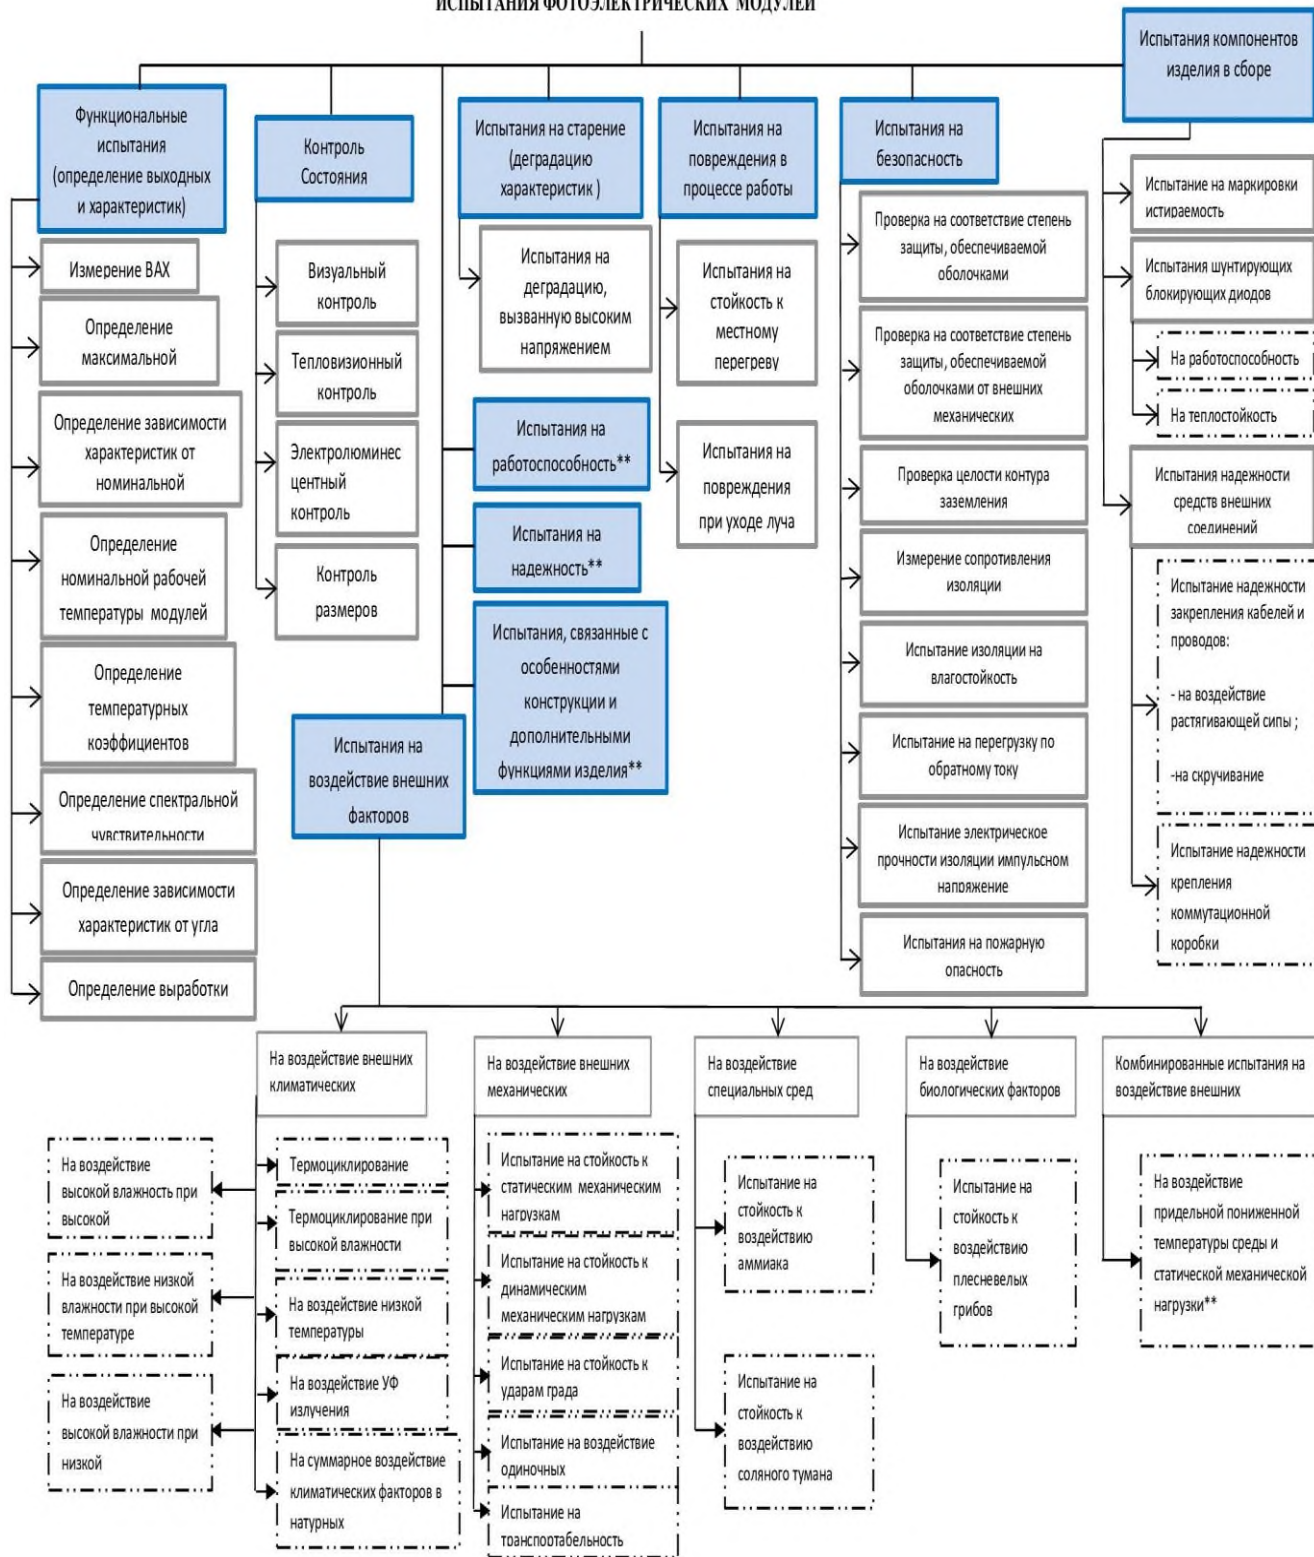 ИСПЫТАНИЯ ФОТОЭЛЕКТРИЧЕСКИХ МОДУЛЕЙ
Функциональные
испытания
(определение выходных
и характеристик)
Измерение ВАХ
Определение
максимальной
Определение зависимости
характеристик от
номинальной
Определение
номинальной рабочей
температуры модулей
Определение
температурных
коэффициентов
Определение спектральной
чувствительности
Определение зависимости
характеристик от угла
Определение выработки
Контроль
Состояния
Визуальный
контроль
Тепловизионный
контроль
Электролюминес
центный
контроль
Контроль
размеров
Испытания на старение
(деградацию
характеристик )
Испытания на
деградацию,
вызванную высоким
напряжением
Испытания на
работоспособность**
Испытания на
надежность**
Испытания, связанные с
особенностями
конструкции и
дополнительными
функциями изделия**
Испытания на
повреждения в
процессе работы
Испытания на
стойкость к
местному
перегреву
Испытания на
повреждения
при уходе луча
Испытания на
безопасность
Проверка на соответствие степень
защиты, обеспечиваемой
оболочками
Проверка на соответствие степень
защиты, обеспечиваемой
оболочками от внешних
механических
Проверка целости контура
заземления
Измерение сопротивления
изоляции
Испытание изоляции на
влагостойкость
Испытание на перегрузку по
обратному току
Испытание электрическое
прочности изоляции импульсном
напряжение
Испытания на пожарную
опасность
Испытания компонентов
изделия в сборе
Испытание на маркировки
истираемость
Испытания шунтирующих
блокирующих диодов
На работоспособность
На теплостойкость
Испытания надежности
средств внешних
соединений
Испытание надежности
закрепления кабелей и
проводов:
- на воздействие
растягивающей сипы ;
-на скручивание
Испытание надежности
крепления
коммутационной
коробки
Испытания на
воздействие внешних
факторов
На воздействие внешних
климатических
На воздействие
высокой влажность при
высокой
На воздействие низкой
влажности при высокой
температуре
На воздействие
высокой влажности при
низкой
Термоциклирование
Термоциклирование при
высокой влажности
На воздействие низкой
температуры
На воздействие УФ
излучения
На суммарное воздействие
климатических факторов в
натурных
На воздействие внешних
механических
Испытание на стойкость к
статическим механическим
нагрузкам
Испытание на стойкость к
динамическим
механическим нагрузкам
Испытание на стойкость к
ударам града
Испытание на воздействие
одиночных
Испытание на
транспортабельность
На воздействие
специальных сред
Испытание на
стойкость к
воздействию
аммиака
Испытание на
стойкость к
воздействию
соляного тумана
На воздействие
биологических факторов
Испытание на
стойкость к
воздействию
плесневелых
грибов
Комбинированные испытания на
воздействие внешних
На воздействие
придельной пониженной
температуры среды и
статической механической
нагрузки**